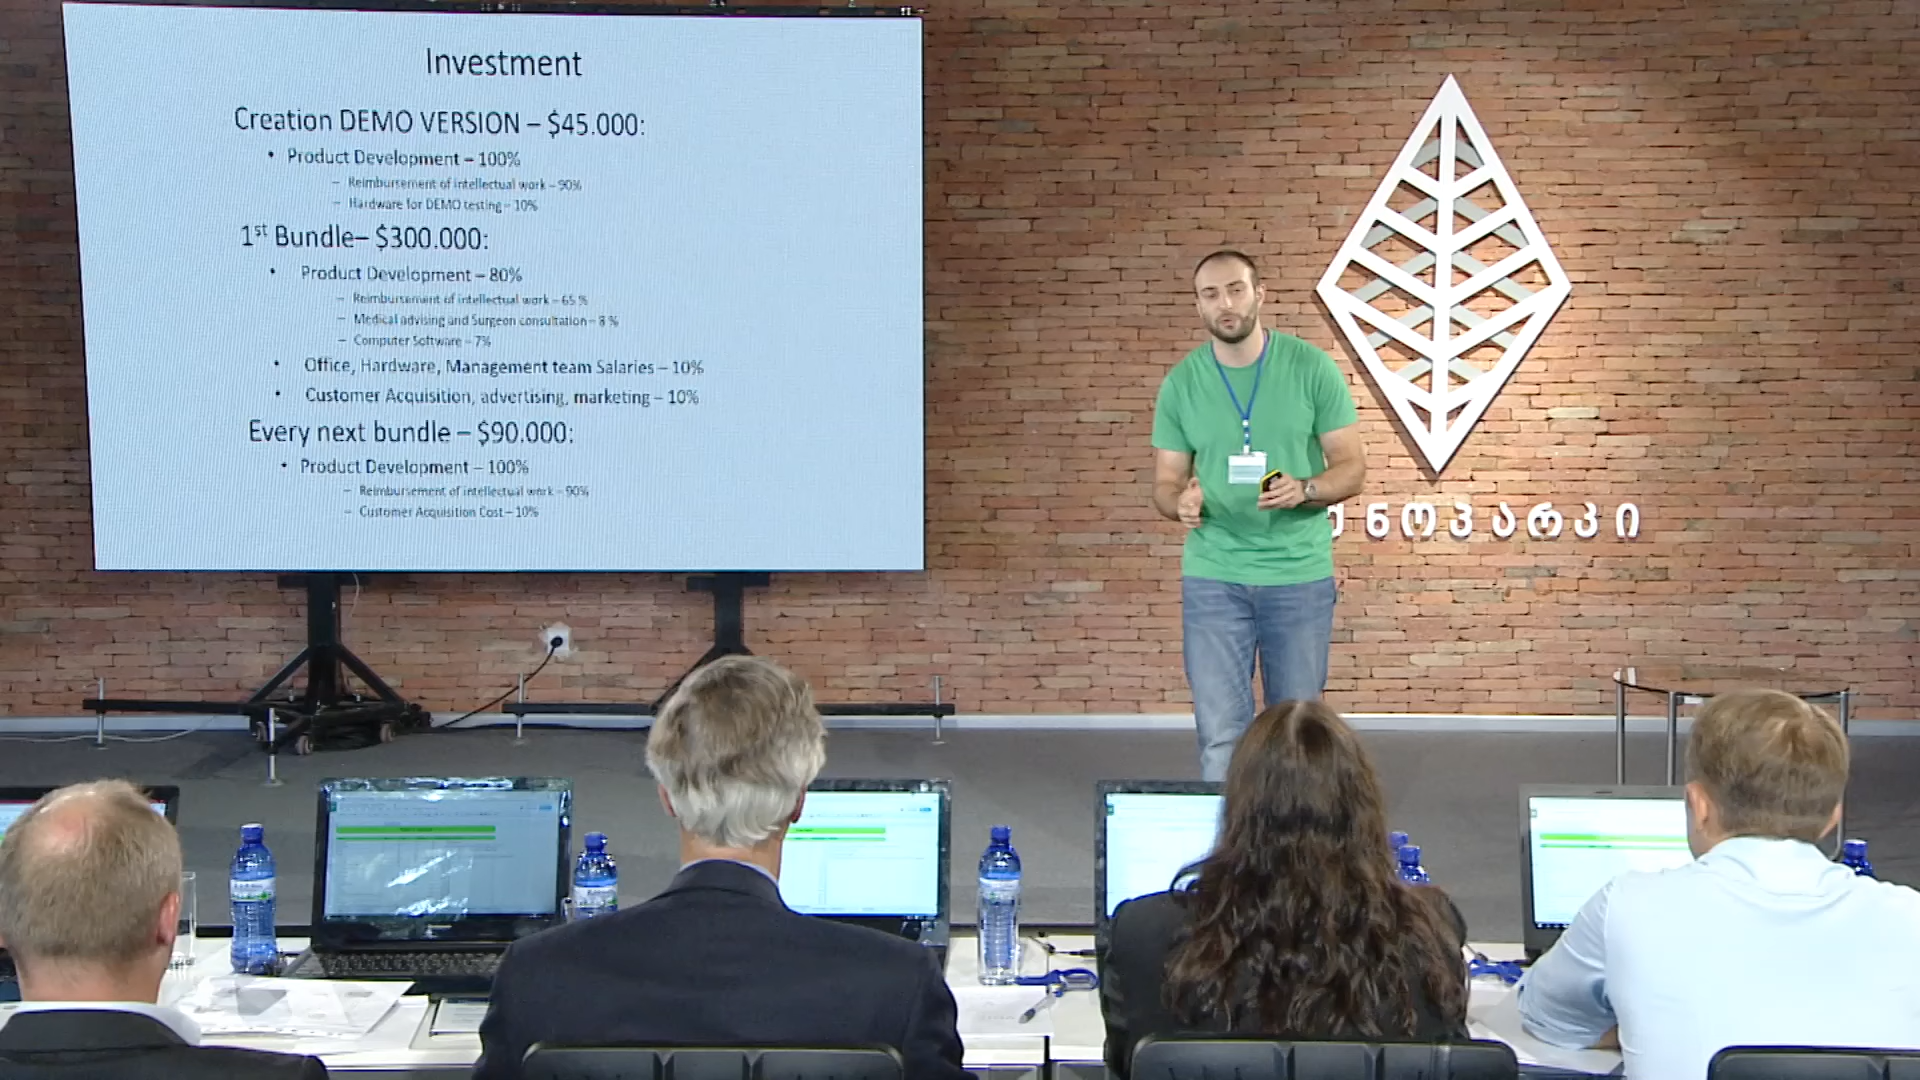 Investment
Creation DEMO VERSION – $45.000:
• Product Development – 100%
– Reimbursement of intellectual work – 90%
– Hardware for DEMO testing – 10%
1st Bundle– $300.000:
• Product Development – 80%
– Reimbursement of intellectual work – 65 %
– Medical advising and Surgeon consultation – 8 %
– Computer Software – 7%
• Office, Hardware, Management team Salaries – 10%
• Customer Acquisition, advertising, marketing – 10%
Every next bundle – $90.000:
• Product Development – 100%
– Reimbursement of intellectual work – 90%
– Customer Acquisition Cost – 10%
ქნოპარკი